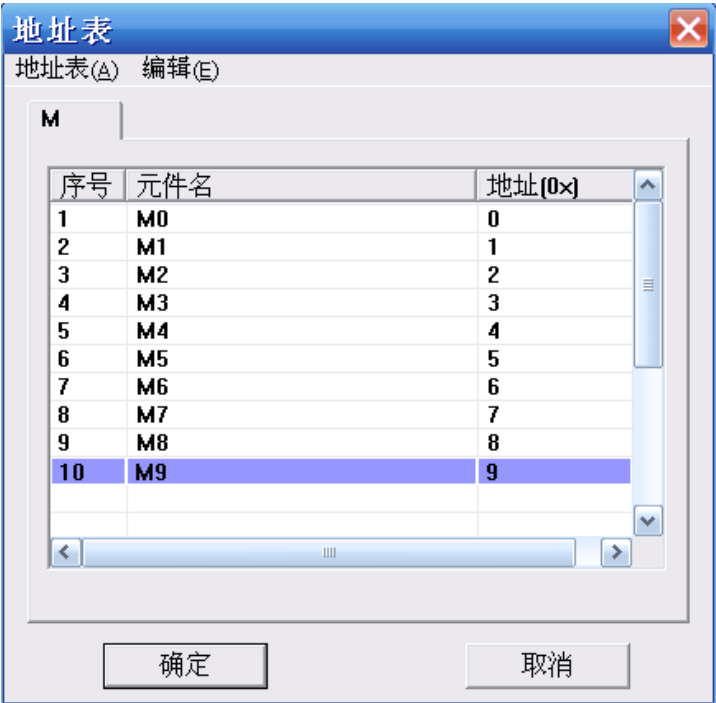 地址表
地址表(A) 编辑(E)
M
序号 元件名 地址(0x)
1 M0 0
2 M1 1
3 M2 2
4 M3 3
5 M4 4
6 M5 5
7 M6 6
8 M7 7
9 M8 8
10 M9 9
确定 取消